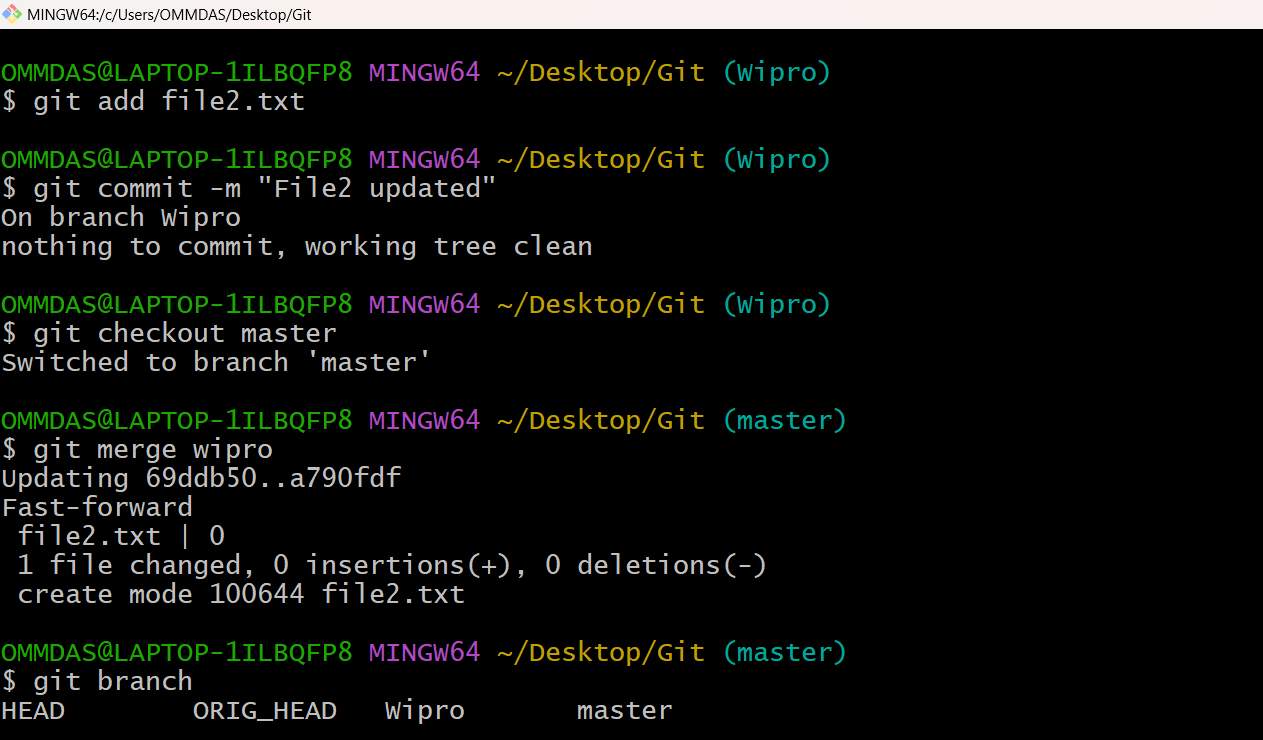 MINGW64:/c/Users/OMMDAS/Desktop/Git
OMMDAS@LAPTOP-1ILBQFP8 MINGW64 ~/Desktop/Git (Wipro)
$ git add file2.txt
OMMDAS@LAPTOP-1ILBQFP8 MINGW64 ~/Desktop/Git (Wipro)
$ git commit -m "File2 updated"
On branch Wipro
nothing to commit, working tree clean
OMMDAS@LAPTOP-1ILBQFP8 MINGW64 ~/Desktop/Git (Wipro)
$ git checkout master
Switched to branch 'master'
OMMDAS@LAPTOP-1ILBQFP8 MINGW64 ~/Desktop/Git (master)
$ git merge wipro
Updating 69ddb50..a790fdf
Fast-forward
 file2.txt | 0
 1 file changed, 0 insertions(+), 0 deletions(-)
 create mode 100644 file2.txt
OMMDAS@LAPTOP-1ILBQFP8 MINGW64 ~/Desktop/Git (master)
$ git branch
HEAD        ORIG_HEAD   Wipro       master